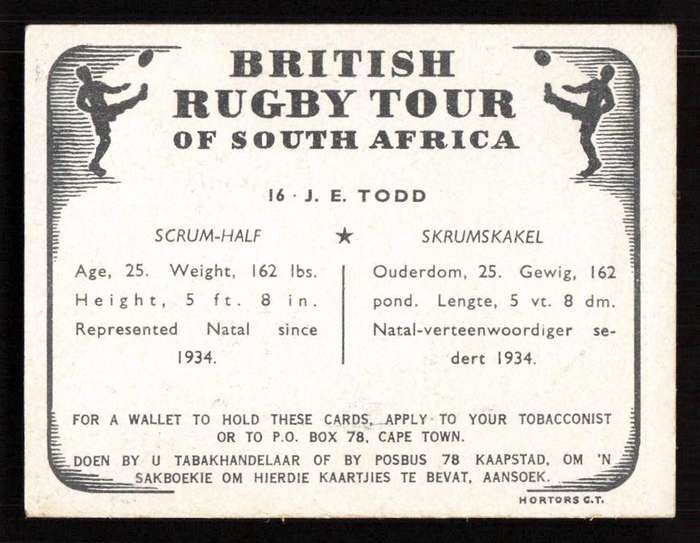 BRITISH
RUGBY TOUR
OF SOUTH AFRICA
16 · J. E. TODD
SCRUM-HALF
Age, 25. Weight, 162 lbs.
Height, 5 ft. 8 in.
Represented Natal since
1934.
★
SKRUMSKAKEL
Ouderdom, 25. Gewig, 162
pond. Lengte, 5 vt. 8 dm.
Natal-verteenwoordiger se-
dert 1934.
FOR A WALLET TO HOLD THESE CARDS, APPLY TO YOUR TOBACCONIST
OR TO P.O. BOX 78, CAPE TOWN.
DOEN BY U TABAKHANDELAAR OF BY POSBUS 78 KAAPSTAD, OM 'N
SAKBOEKIE OM HIERDIE KAARTJIES TE BEVAT, AANSOEK.
HORTORS C.T.